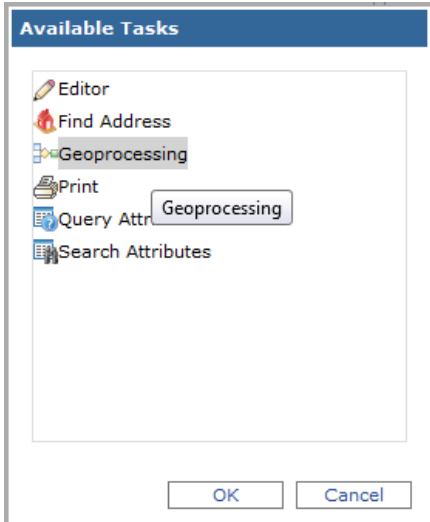 Available Tasks
Editor
Find Address
Geoprocessing
Print
Geoprocessing
Query Attr
Search Attributes
OK Cancel